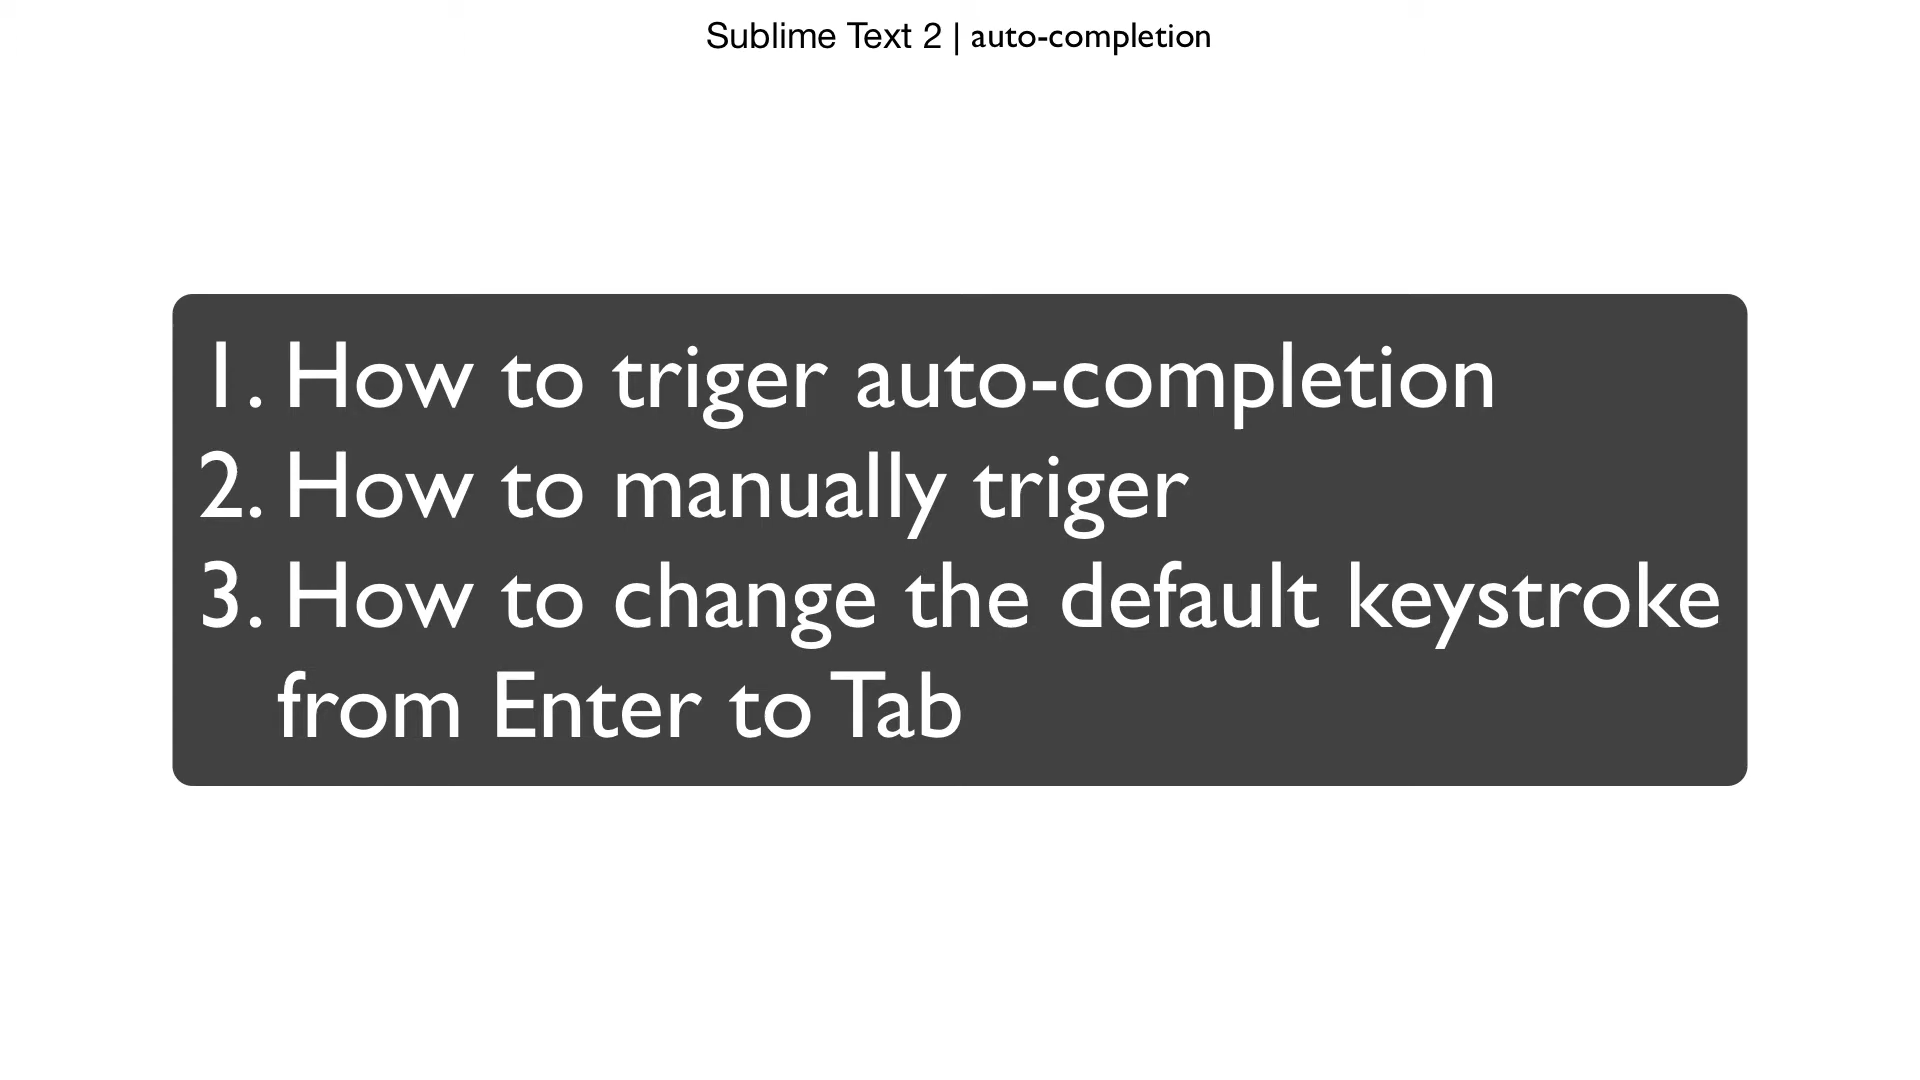 Sublime Text 2 | auto-completion
1. How to triger auto-completion
2. How to manually triger
3. How to change the default keystroke
from Enter to Tab